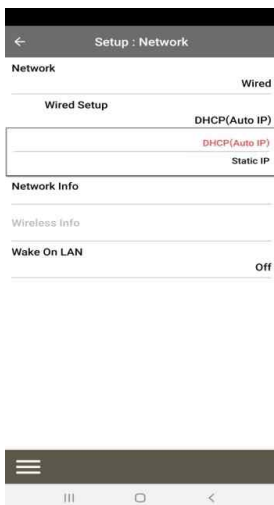 Setup : Network
Network
Wired
Wired Setup
DHCP(Auto IP)
DHCP(Auto IP)
Static IP
Network Info
Wireless Info
Wake On LAN
Off